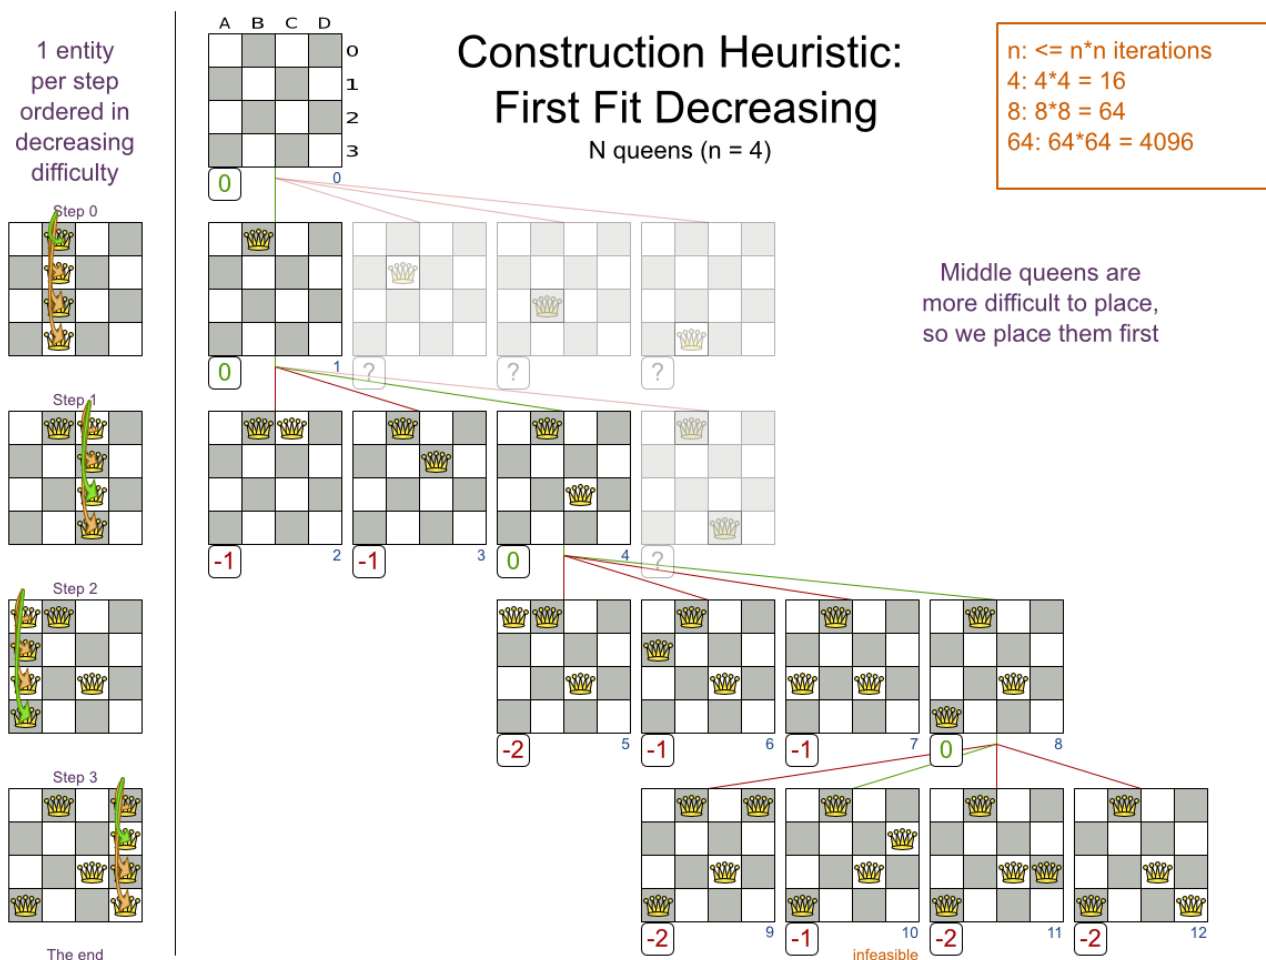 1 entity
per step
ordered in
decreasing
difficulty
Construction Heuristic:
First Fit Decreasing
N queens (n = 4)
n: <= n*n iterations
4: 4*4 = 16
8: 8*8 = 64
64: 64*64 = 4096
Middle queens are
more difficult to place,
so we place them first
A B C D
0
1
2
3
0 0
Step 0
0 1 ? ? ?
Step 1
-1 2 -1 3 0 4 ?
Step 2
-2 5 -1 6 -1 7 0 8
Step 3
-2 9 -1 10 -2 11 -2 12
The end
infeasible